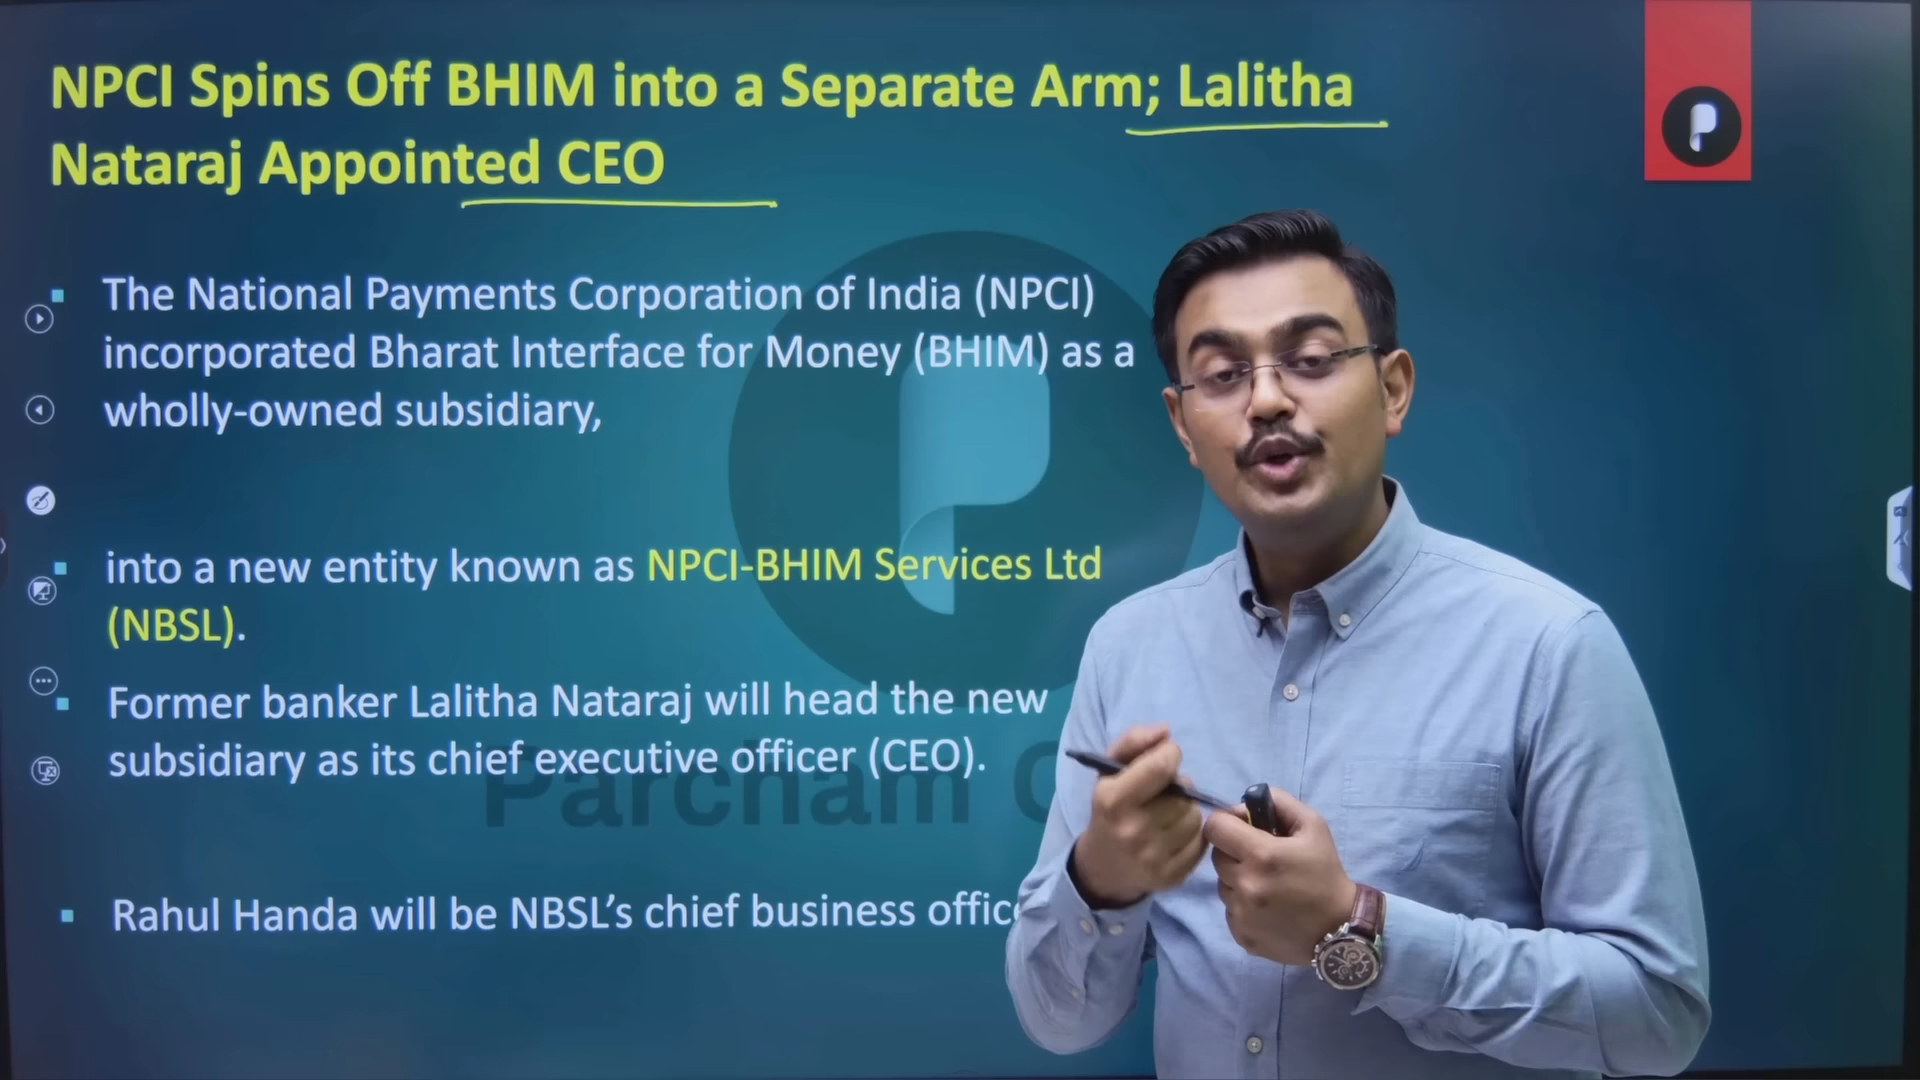 NPCI Spins Off BHIM into a Separate Arm; Lalitha
Nataraj Appointed CEO
The National Payments Corporation of India (NPCI)
incorporated Bharat Interface for Money (BHIM) as a
wholly-owned subsidiary,
into a new entity known as NPCI-BHIM Services Ltd
(NBSL).
Former banker Lalitha Nataraj will head the new
subsidiary as its chief executive officer (CEO).
Parcham
Rahul Handa will be NBSL's chief business